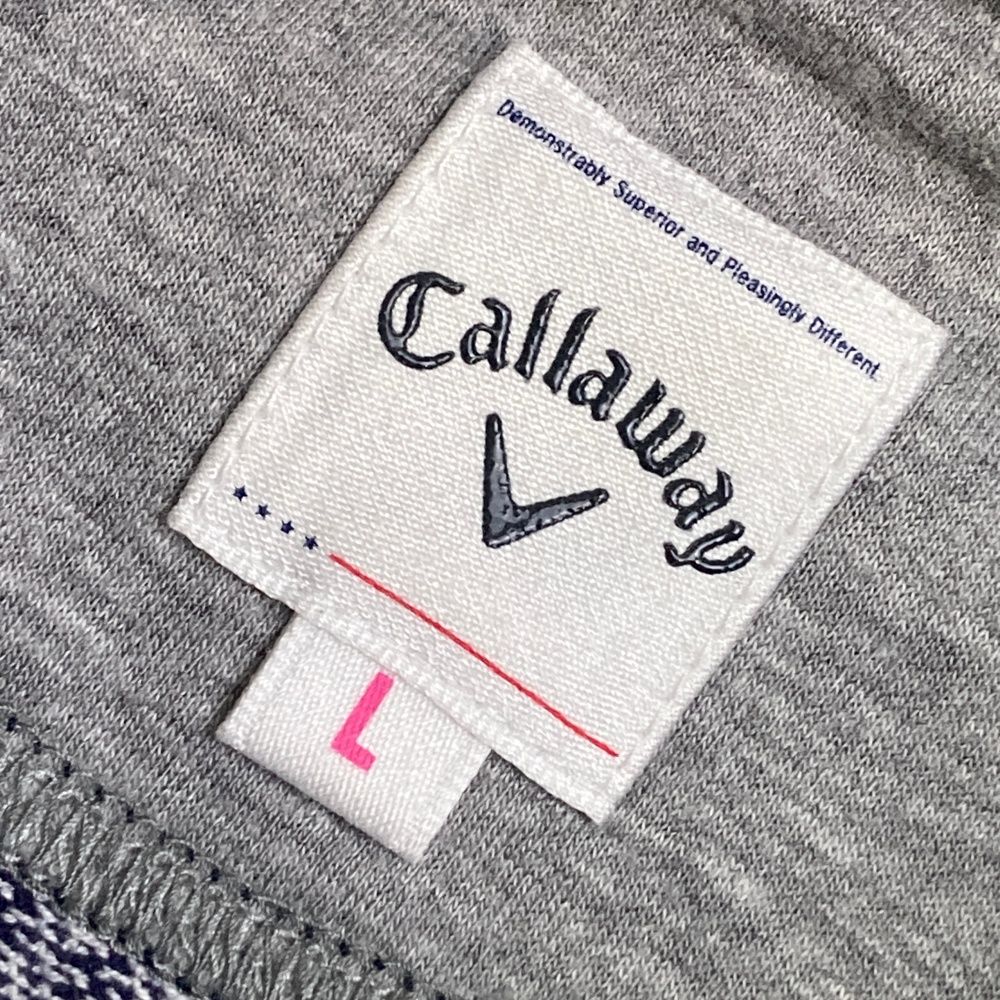 Demonstrably Superior and Pleasingly Different.
Callaway
L